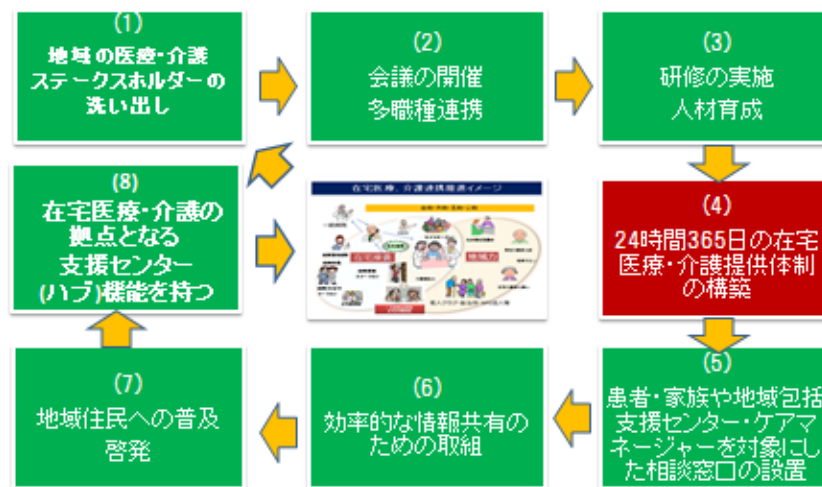 (1)
地域の医療・介護
ステークスホルダーの
洗い出し
(2)
会議の開催
多職種連携
(3)
研修の実施
人材育成
(8)
在宅医療・介護の
拠点となる
支援センター
(ハブ)機能を持つ
在宅医療、介護連携推進イメージ
在宅療養
地域力
(4)
24時間365日の在宅
医療・介護提供体制
の構築
(7)
地域住民への普及
啓発
(6)
効率的な情報共有の
ための取組
(5)
患者・家族や地域包括
支援センター・ケアマ
ネージャーを対象にし
た相談窓口の設置